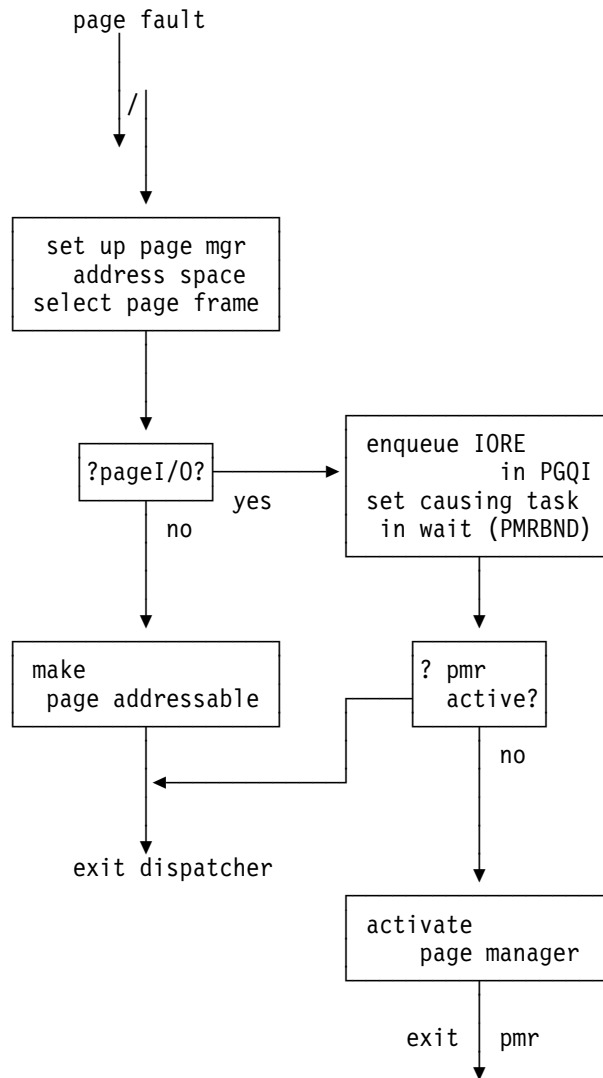 page fault
/
set up page mgr
address space
select page frame
?pageI/O?
yes
no
enqueue IORE
in PGQI
set causing task
in wait (PMRBND)
make
page addressable
? pmr
active?
no
exit dispatcher
activate
page manager
exit pmr